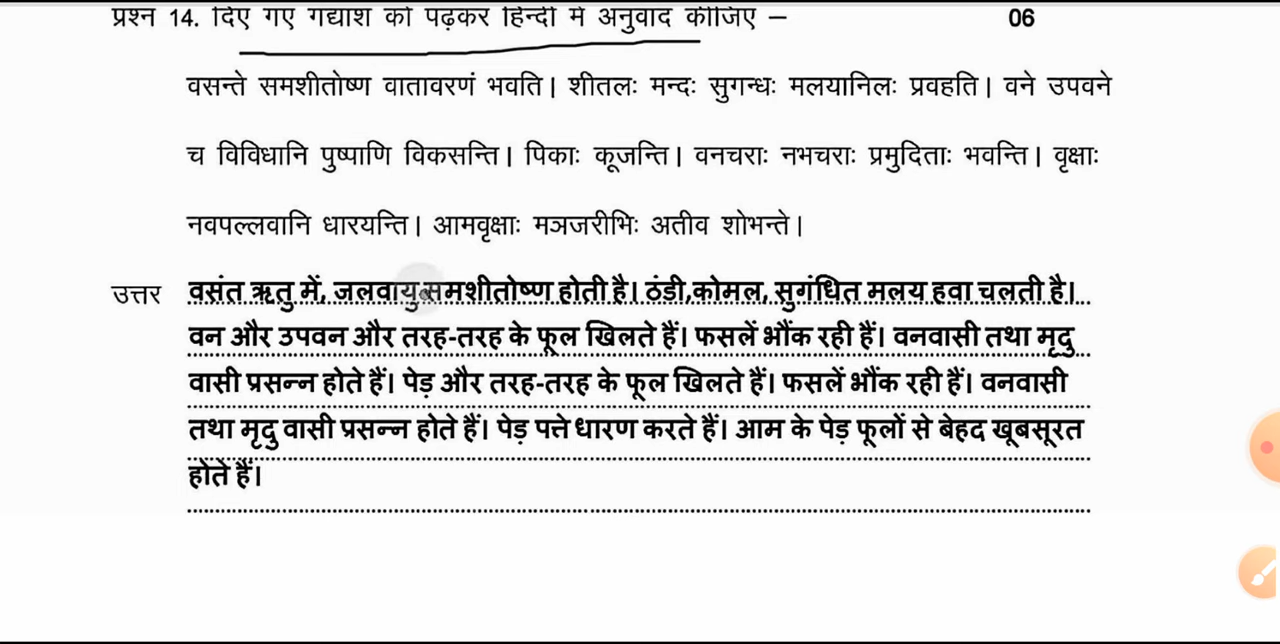 प्रश्न 14. दिए गए गद्यांश को पढ़कर हिन्दी में अनुवाद कीजिए – 06
वसन्ते समशीतोष्ण वातावरणं भवति। शीतलः मन्दः सुगन्धः मलयानिलः प्रवहति। वने उपवने
च विविधानि पुष्पाणि विकसन्ति। पिकाः कूजन्ति। वनचराः नभचराः प्रमुदिताः भवन्ति। वृक्षाः
नवपल्लवानि धारयन्ति। आमवृक्षाः मञजरीभिः अतीव शोभन्ते।
उत्तर वसंत ऋतु में, जलवायु समशीतोष्ण होती है। ठंडी,कोमल, सुगंधित मलय हवा चलती है।
वन और उपवन और तरह-तरह के फूल खिलते हैं। फसलें भौंक रही हैं। वनवासी तथा मृदु
वासी प्रसन्न होते हैं। पेड़ और तरह-तरह के फूल खिलते हैं। फसलें भौंक रही हैं। वनवासी
तथा मृदु वासी प्रसन्न होते हैं। पेड़ पत्ते धारण करते हैं। आम के पेड़ फूलों से बेहद खूबसूरत
होते हैं।